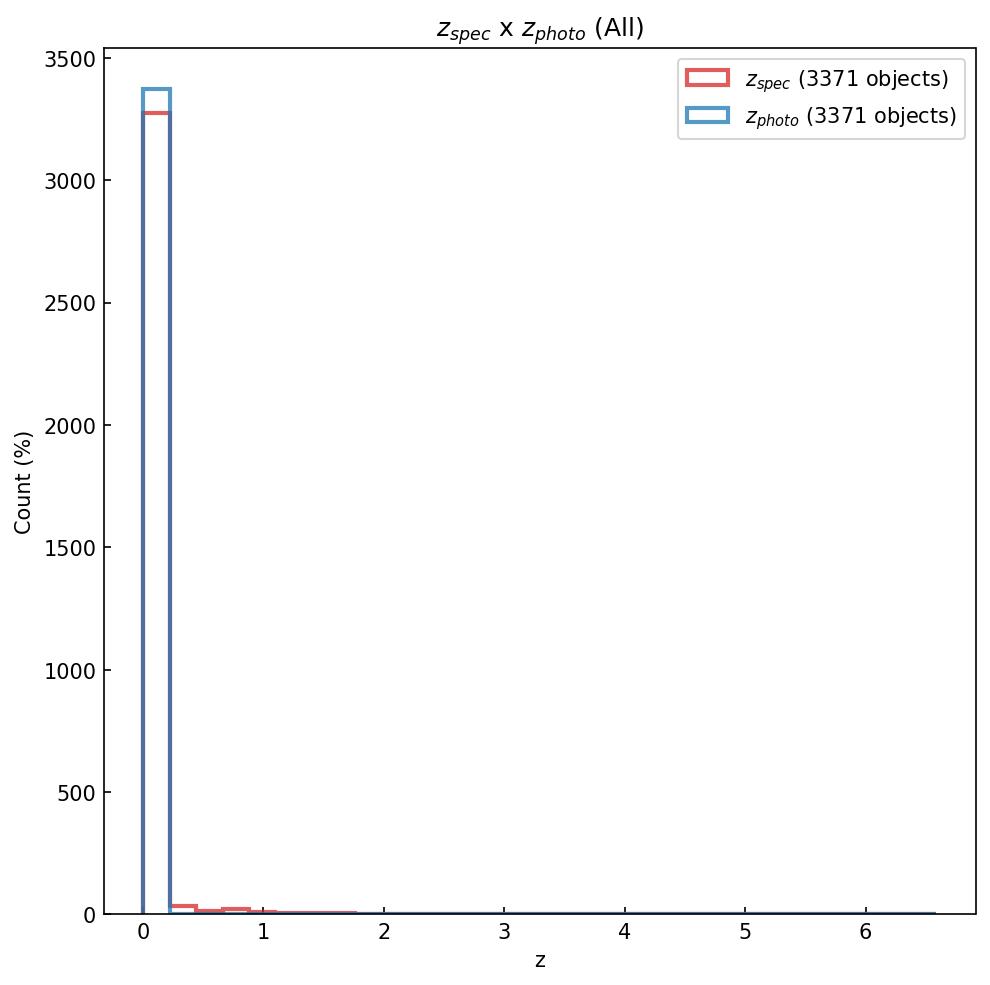 z_spec x z_photo (All)
z_spec (3371 objects)
z_photo (3371 objects)
Count (%)
3500
3000
2500
2000
1500
1000
500
0
0 1 2 3 4 5 6
z